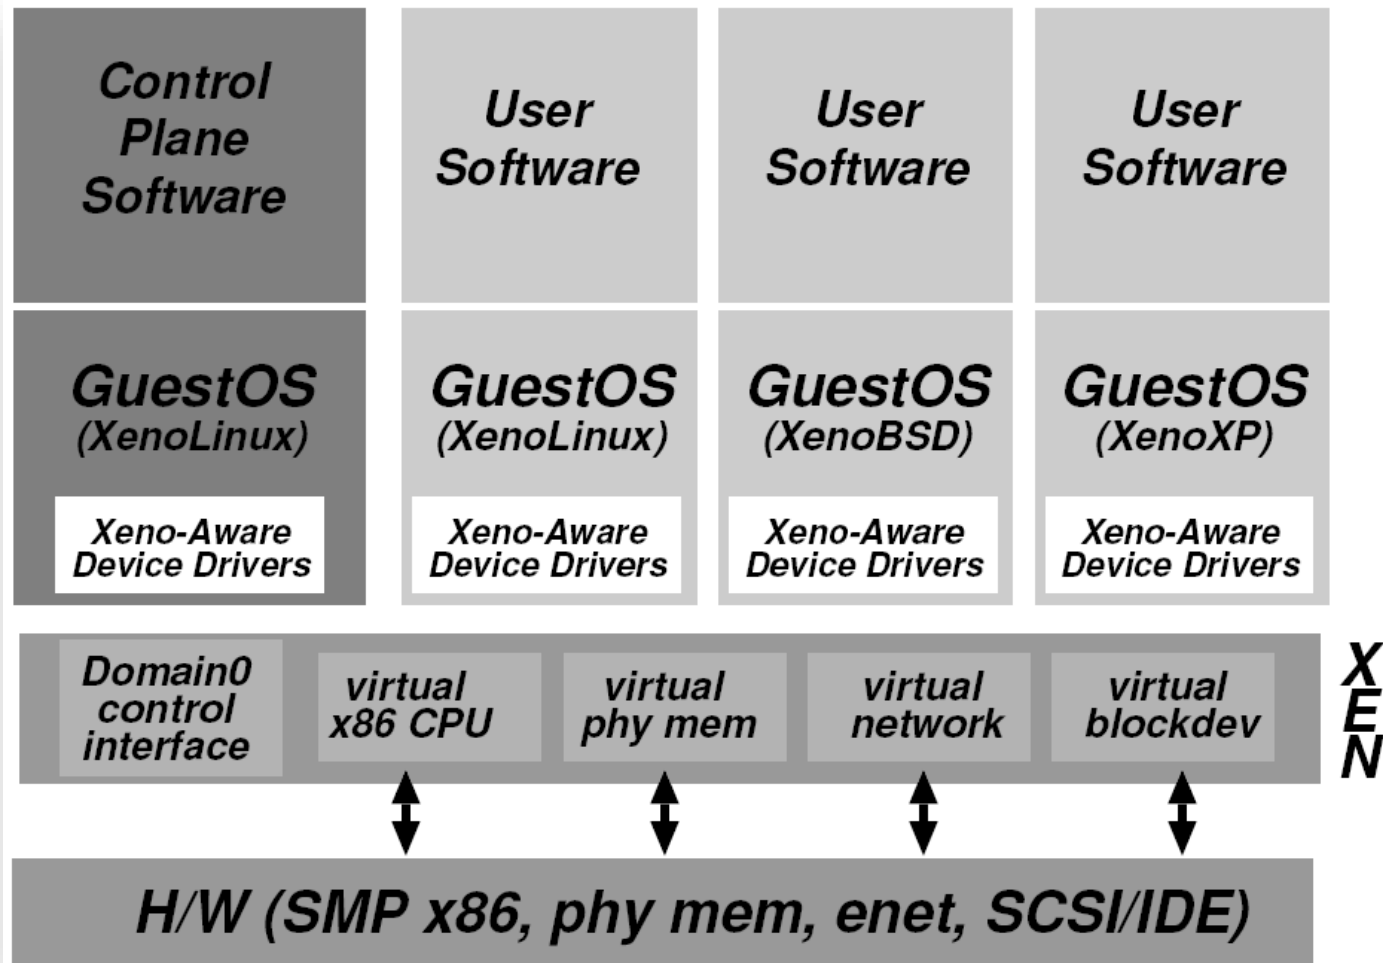 Control
Plane
Software
User
Software
User
Software
User
Software
GuestOS
(XenoLinux)
GuestOS
(XenoLinux)
GuestOS
(XenoBSD)
GuestOS
(XenoXP)
Xeno-Aware
Device Drivers
Xeno-Aware
Device Drivers
Xeno-Aware
Device Drivers
Xeno-Aware
Device Drivers
Domain0
control
interface
virtual
x86 CPU
virtual
phy mem
virtual
network
virtual
blockdev
X
E
N
H/W (SMP x86, phy mem, enet, SCSI/IDE)